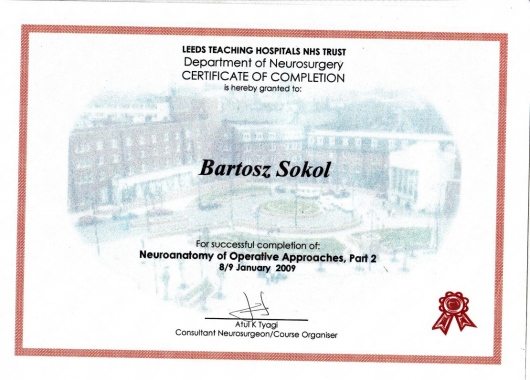 LEEDS TEACHING HOSPITALS NHS TRUST
Department of Neurosurgery
CERTIFICATE OF COMPLETION
is hereby granted to:
Bartosz Sokol
For successful completion of:
Neuroanatomy of Operative Approaches, Part 2
8/9 January 2009
Atul K Tyagi
Consultant Neurosurgeon/Course Organiser